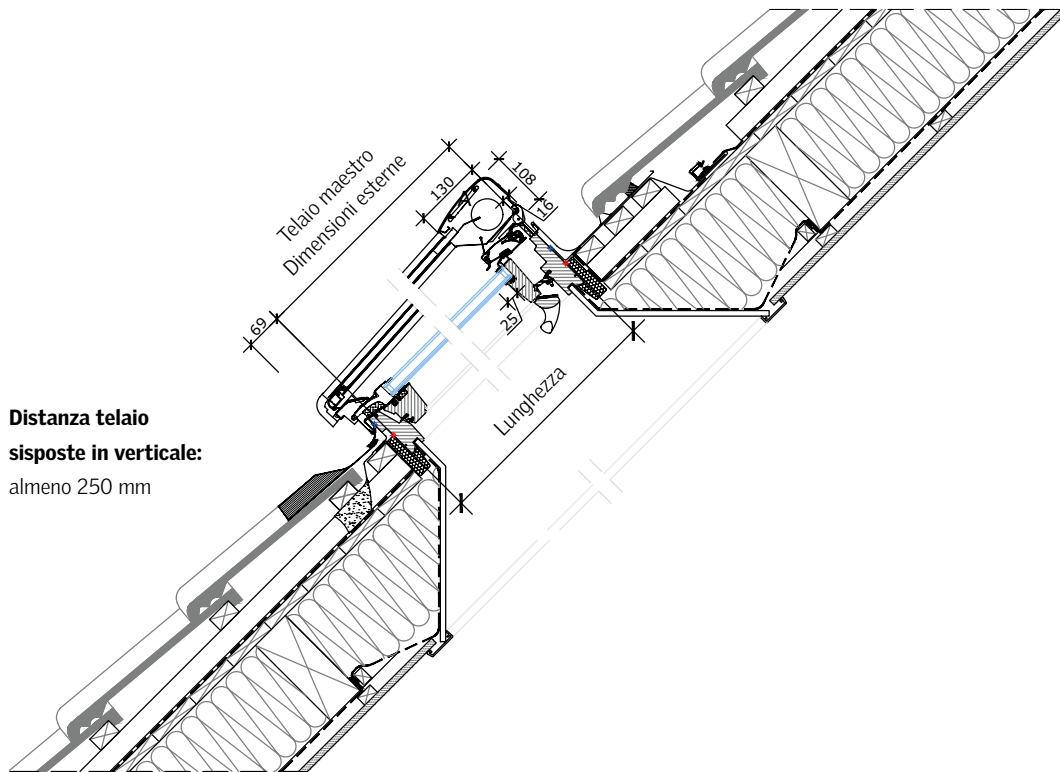 Telaio maestro
Dimensioni esterne
130
108
16
69
25
Lunghezza
Distanza telaio
sisposte in verticale:
almeno 250 mm